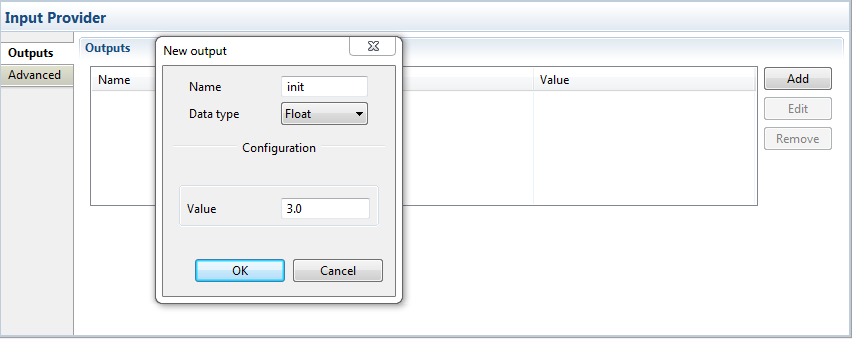 Input Provider
Outputs
Advanced
Outputs
Name
Value
Add
Edit
Remove
New output
Name init
Data type Float
Configuration
Value 3.0
OK Cancel